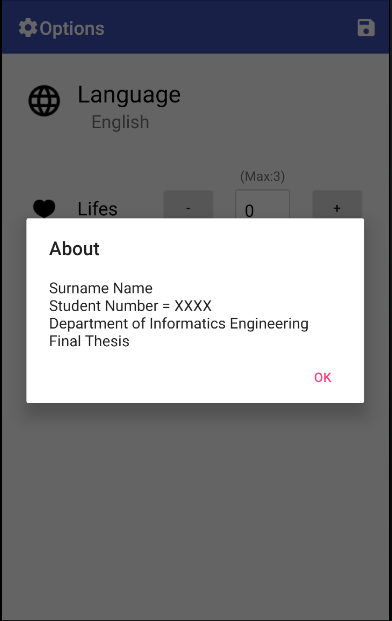 Options
Language
English
(Max:3)
Lifes
-
0
+
About
Surname Name
Student Number = XXXX
Department of Informatics Engineering
Final Thesis
OK